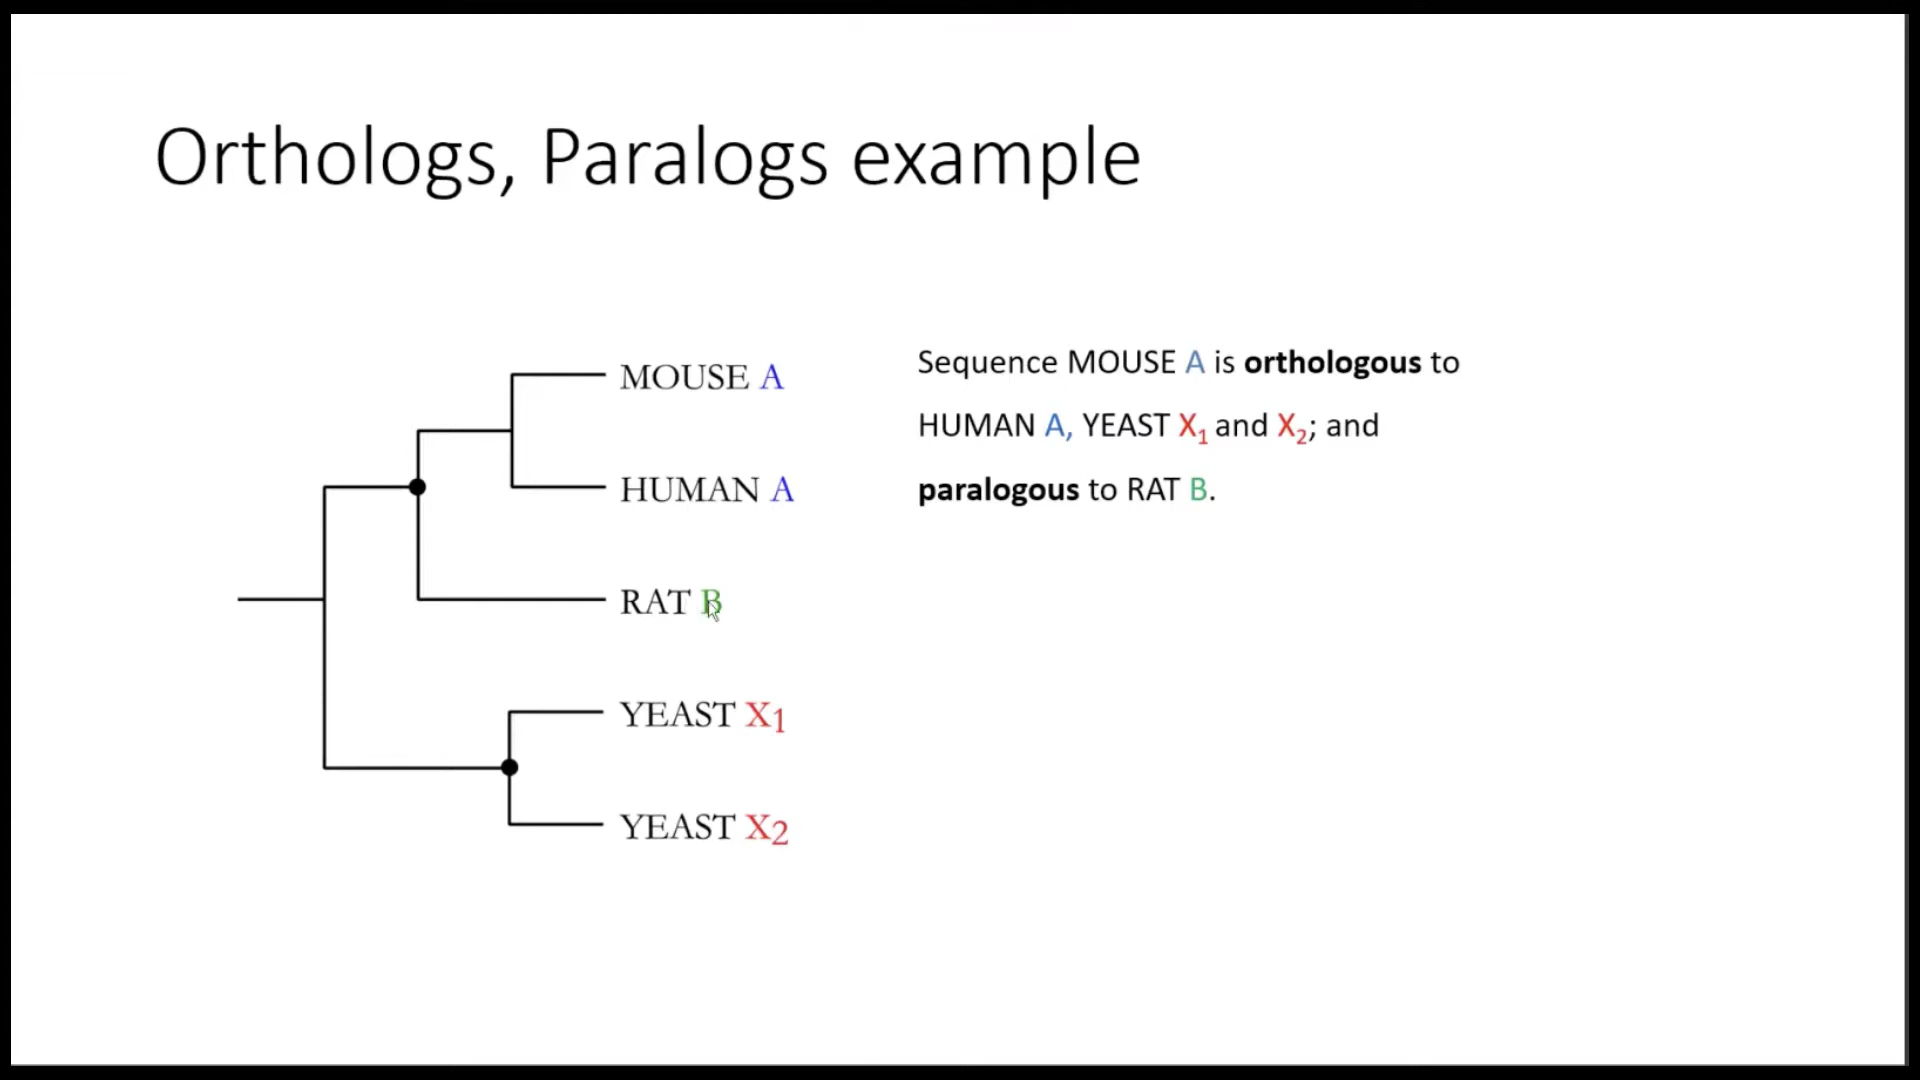 Orthologs, Paralogs example
MOUSE A
HUMAN A
RAT B
YEAST X1
YEAST X2
Sequence MOUSE A is orthologous to
HUMAN A, YEAST X1 and X2; and
paralogous to RAT B.